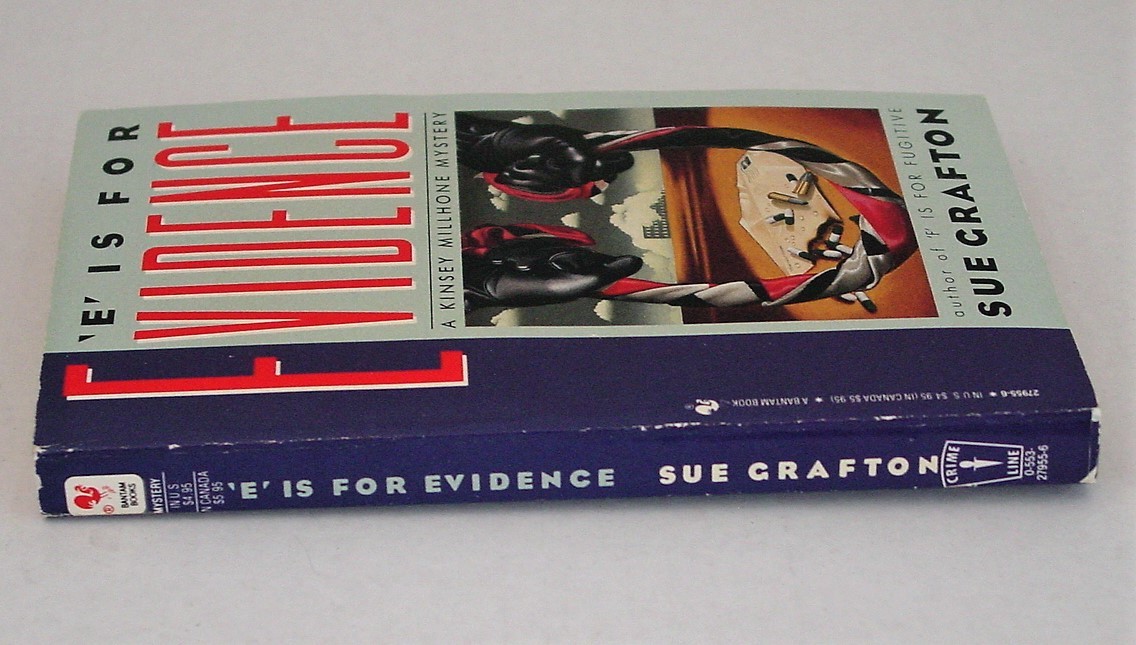 'E' IS FOR
EVIDENCE
A KINSEY MILLHONE MYSTERY
author of 'F' IS FOR FUGITIVE
SUE GRAFTON
E
27955-6 ★ IN U.S. $4.95 (IN CANADA $5.95) ★ A BANTAM BOOK
BANTAM
BOOKS
MYSTERY
IN U.S.
$4.95
IN CANADA
$5.95
'E' IS FOR EVIDENCE
SUE GRAFTON
CRIME
LINE
0-553-
27955-6